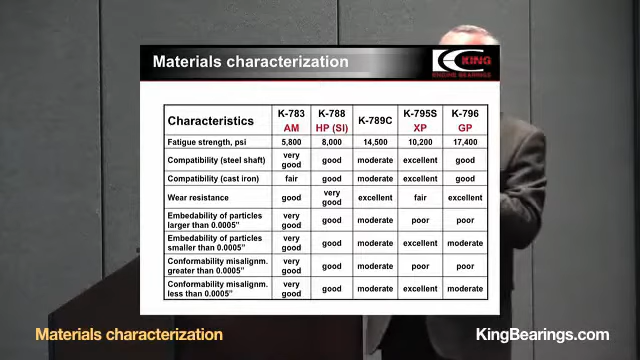 Materials characterization
KING
ENGINE BEARINGS
Characteristics K-783 AM K-788 HP (SI) K-789C K-795S XP K-796 GP
Fatigue strength, psi 5,800 8,000 14,500 10,200 17,400
Compatibility (steel shaft) very good good moderate excellent good
Compatibility (cast iron) fair good moderate excellent good
Wear resistance good very good excellent fair excellent
Embedability of particles larger than 0.0005" very good good moderate poor poor
Embedability of particles smaller than 0.0005" very good good moderate excellent moderate
Conformability misalignm. greater than 0.0005" very good good moderate poor poor
Conformability misalignm. less than 0.0005" very good good moderate excellent moderate
Materials characterization
KingBearings.com